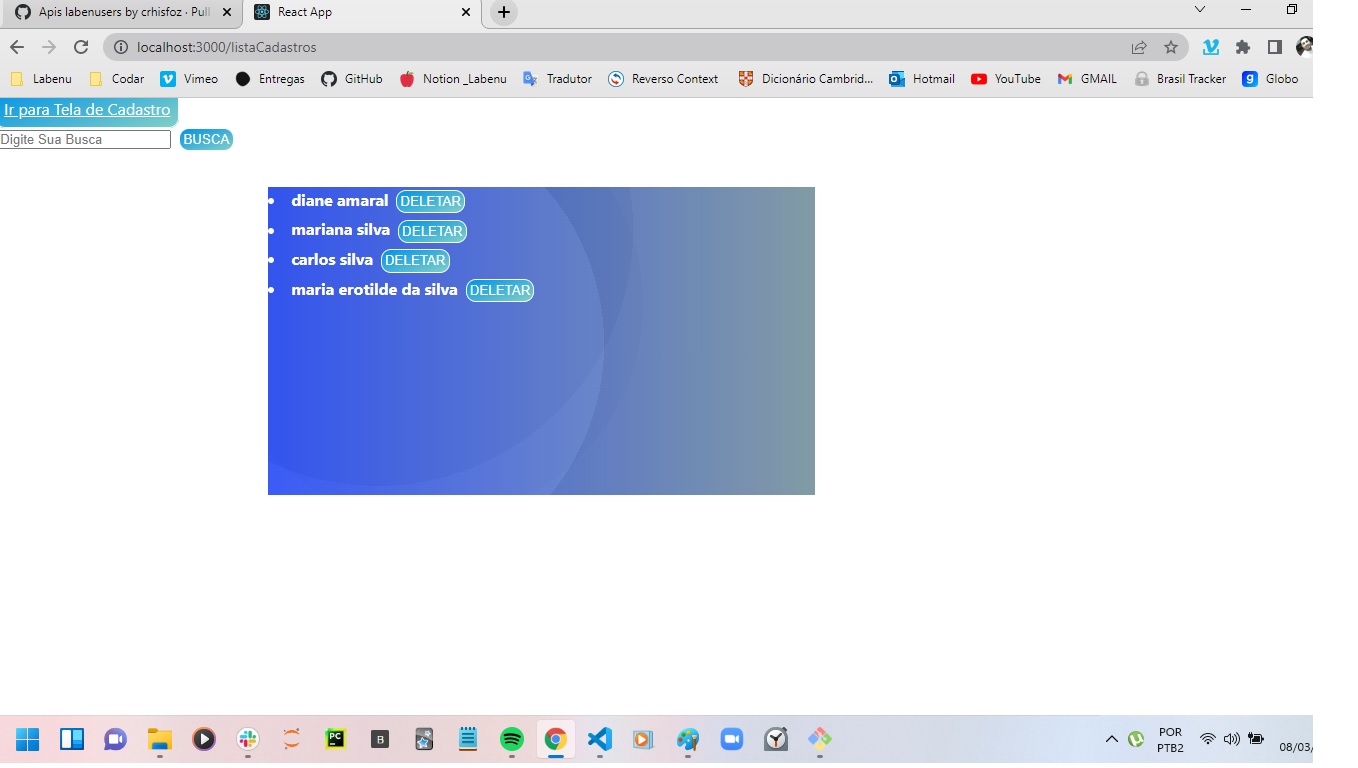 Apis labenusers by crhisfoz · Pull
React App
localhost:3000/listaCadastros
Labenu Codar Vimeo Entregas GitHub Notion _Labenu Tradutor Reverso Context Dicionário Cambrid... Hotmail YouTube GMAIL Brasil Tracker Globo
Ir para Tela de Cadastro
Digite Sua Busca BUSCA
diane amaral DELETAR
mariana silva DELETAR
carlos silva DELETAR
maria erotilde da silva DELETAR
POR
PTB2
08/03/